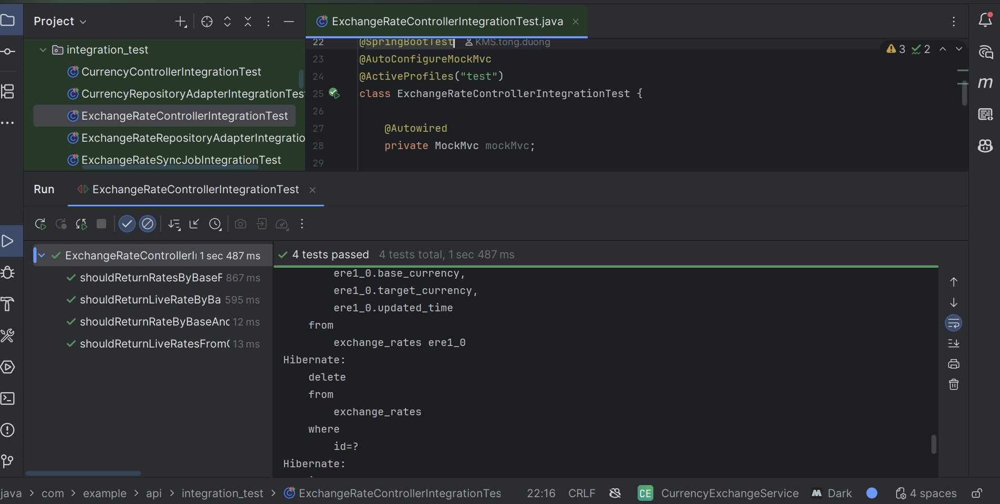 Project
ExchangeRateControllerIntegrationTest.java
integration_test
CurrencyControllerIntegrationTest
CurrencyRepositoryAdapterIntegrationTes
ExchangeRateControllerIntegrationTest
ExchangeRateRepositoryAdapterIntegratio
ExchangeRateSyncJobIntegrationTest
22 @SpringBootTest KMS.tong.duong
3 2
23 @AutoConfigureMockMvc
24 @ActiveProfiles("test")
25 class ExchangeRateControllerIntegrationTest {
26
27 @Autowired
28 private MockMvc mockMvc;
29
m
Run ExchangeRateControllerIntegrationTest
ExchangeRateControllerI 1 sec 487 ms
shouldReturnRatesByBaseF 867 ms
shouldReturnLiveRateByBa 595 ms
shouldReturnRateByBaseAnd 12 ms
shouldReturnLiveRatesFrom 13 ms
4 tests passed 4 tests total, 1 sec 487 ms
ere1_0.base_currency,
ere1_0.target_currency,
ere1_0.updated_time
from
exchange_rates ere1_0
Hibernate:
delete
from
exchange_rates
where
id=?
Hibernate:
java > com > example > api > integration_test > ExchangeRateControllerIntegrationTes 22:16 CRLF CE CurrencyExchangeService M Dark 4 spaces